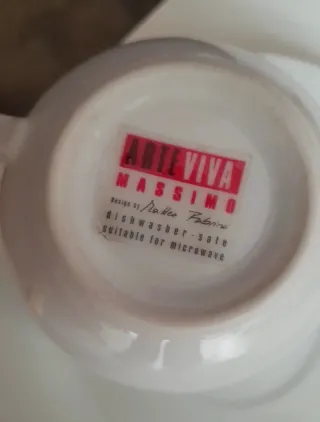 ARTE VIVA
MASSIMO
design by
dishwasher-safe
suitable for microwave